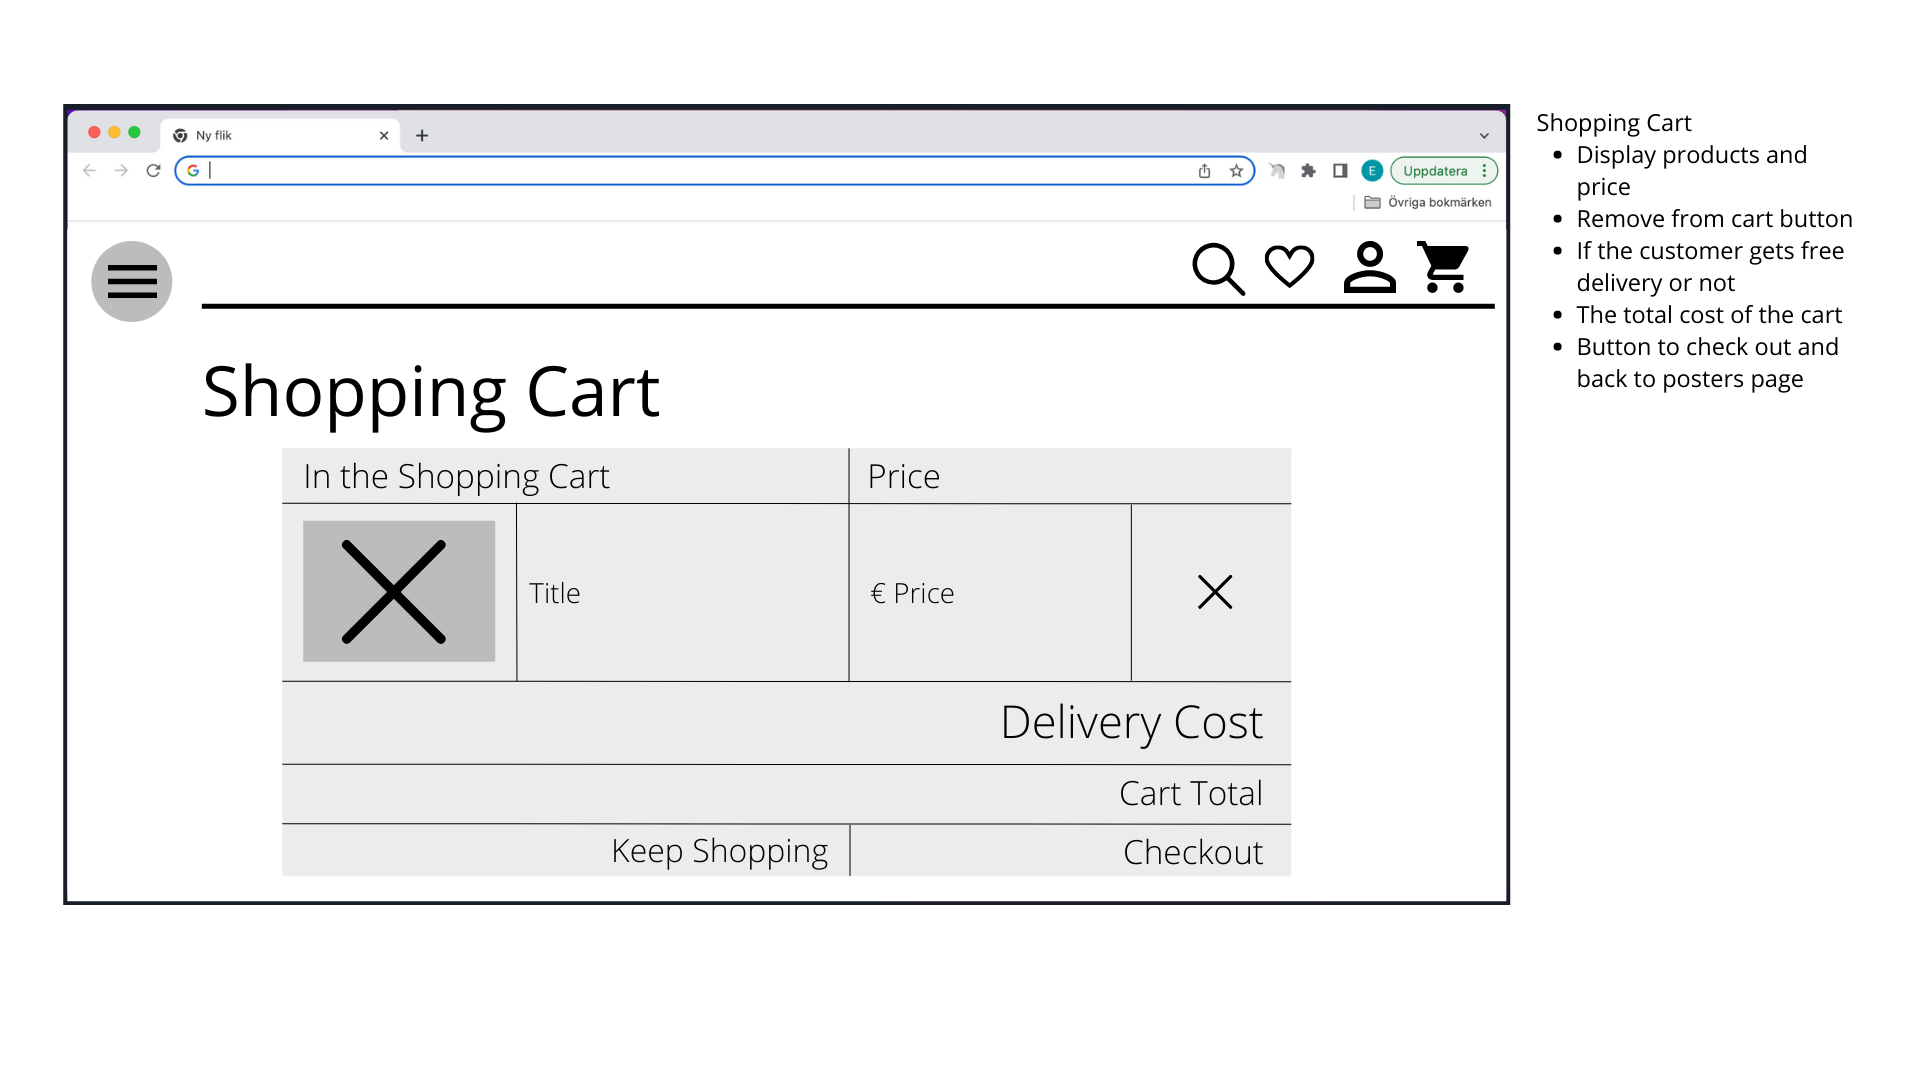 Ny flik
E
Uppdatera
Övriga bokmärken
Shopping Cart
In the Shopping Cart
Price
Title
€ Price
Delivery Cost
Cart Total
Keep Shopping
Checkout
Shopping Cart
• Display products and
price
• Remove from cart button
• If the customer gets free
delivery or not
• The total cost of the cart
• Button to check out and
back to posters page